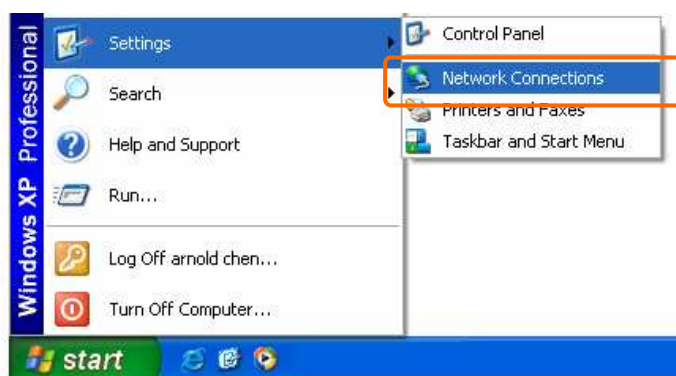 Windows XP Professional
Settings
Search
Help and Support
Run...
Log Off arnold chen...
Turn Off Computer...
Control Panel
Network Connections
Printers and Faxes
Taskbar and Start Menu
start